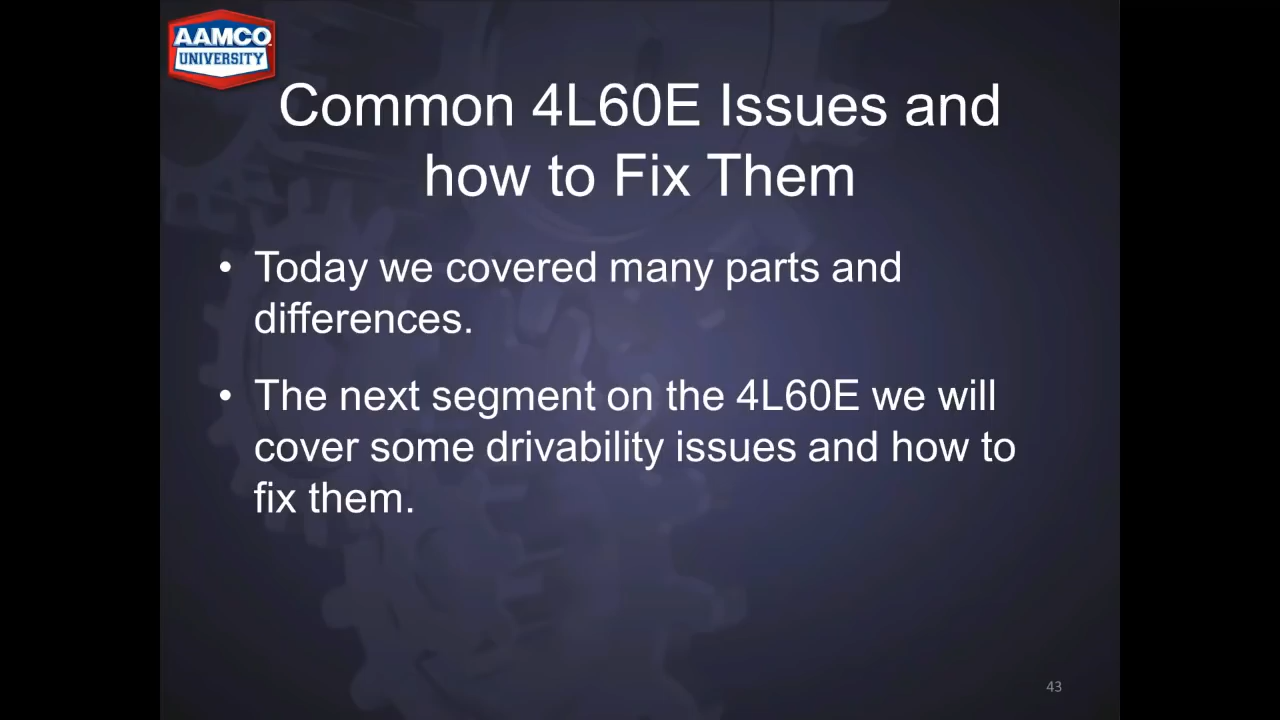 AAMCO
UNIVERSITY
Common 4L60E Issues and
how to Fix Them
• Today we covered many parts and
differences.
• The next segment on the 4L60E we will
cover some drivability issues and how to
fix them.
43